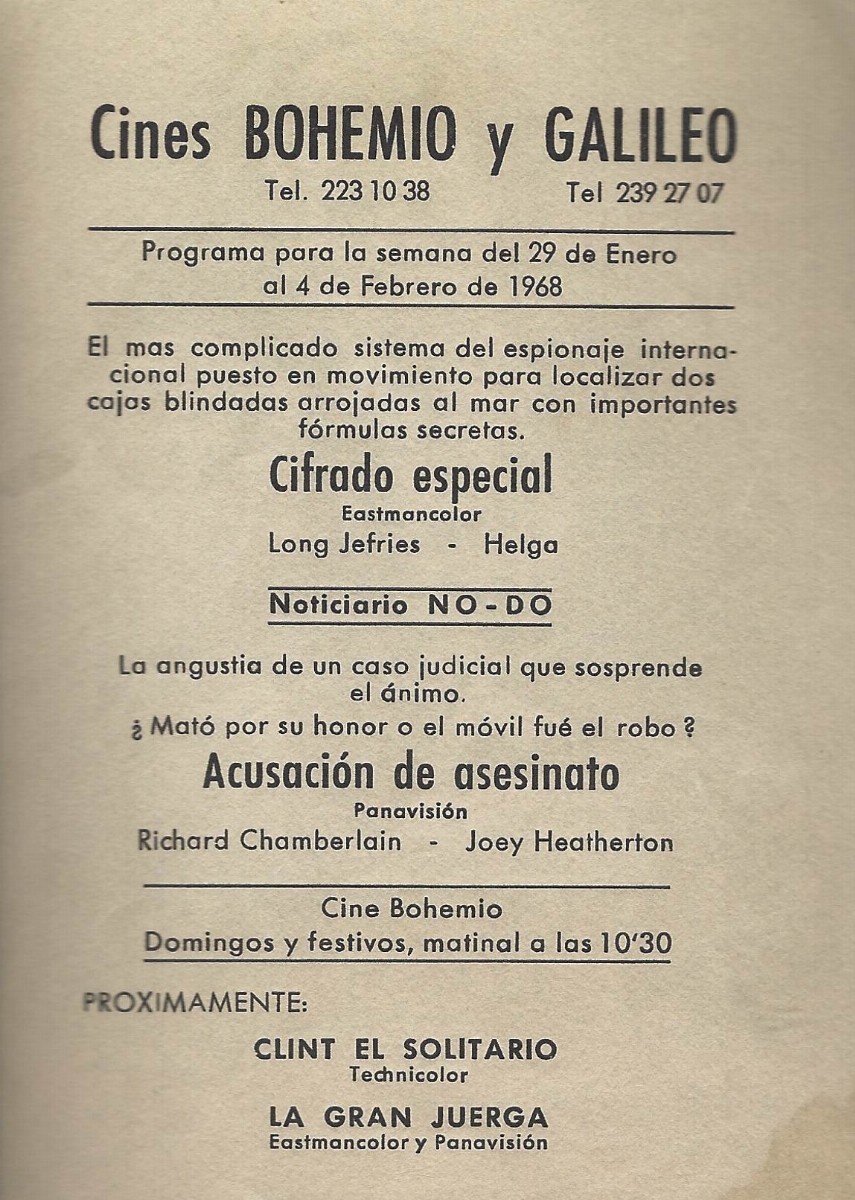 Cines BOHEMIO y GALILEO
Tel. 223 10 38 Tel 239 27 07
Programa para la semana del 29 de Enero
al 4 de Febrero de 1968
El mas complicado sistema del espionaje interna-
cional puesto en movimiento para localizar dos
cajas blindadas arrojadas al mar con importantes
fórmulas secretas.
Cifrado especial
Eastmancolor
Long Jefries - Helga
Noticiario NO-DO
La angustia de un caso judicial que sosprende
el ánimo.
¿Mató por su honor o el móvil fué el robo?
Acusación de asesinato
Panavisión
Richard Chamberlain - Joey Heatherton
Cine Bohemio
Domingos y festivos, matinal a las 10'30
PROXIMAMENTE:
CLINT EL SOLITARIO
Technicolor
LA GRAN JUERGA
Eastmancolor y Panavisión